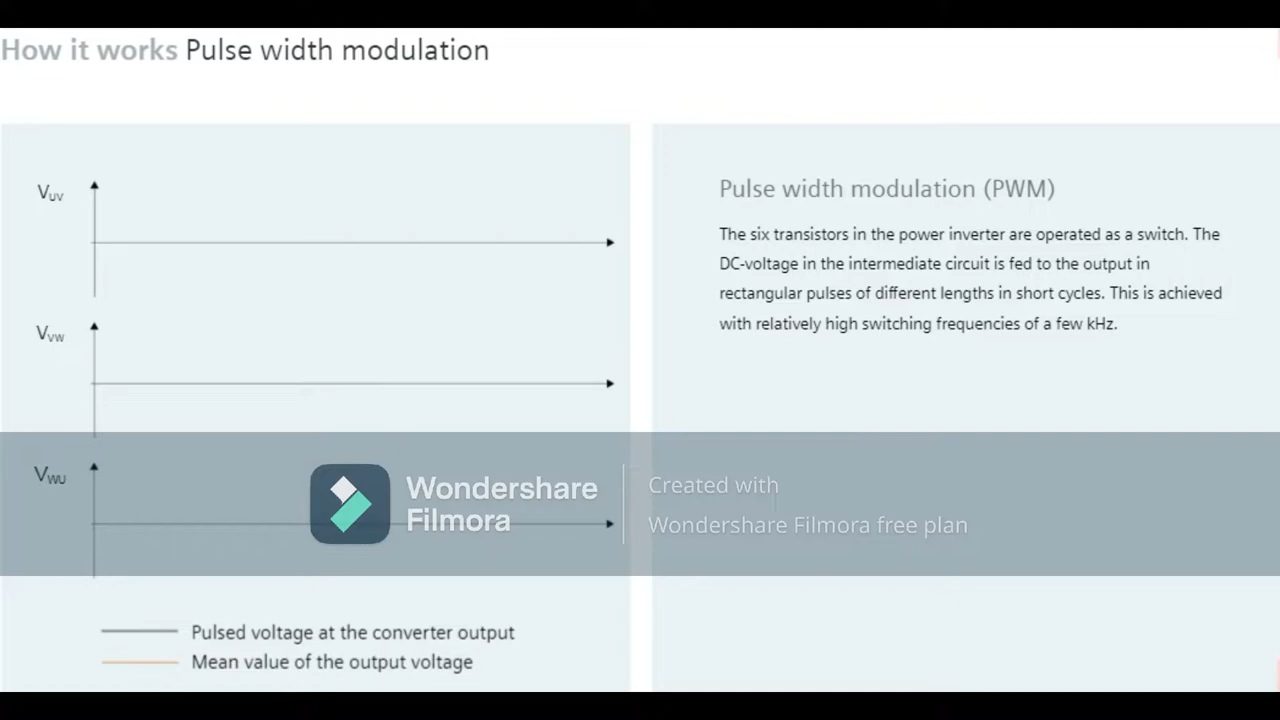 How it works Pulse width modulation
V_UV
V_VW
V_WU
Pulsed voltage at the converter output
Mean value of the output voltage
Pulse width modulation (PWM)
The six transistors in the power inverter are operated as a switch. The
DC-voltage in the intermediate circuit is fed to the output in
rectangular pulses of different lengths in short cycles. This is achieved
with relatively high switching frequencies of a few kHz.
Wondershare
Filmora
Created with
Wondershare Filmora free plan